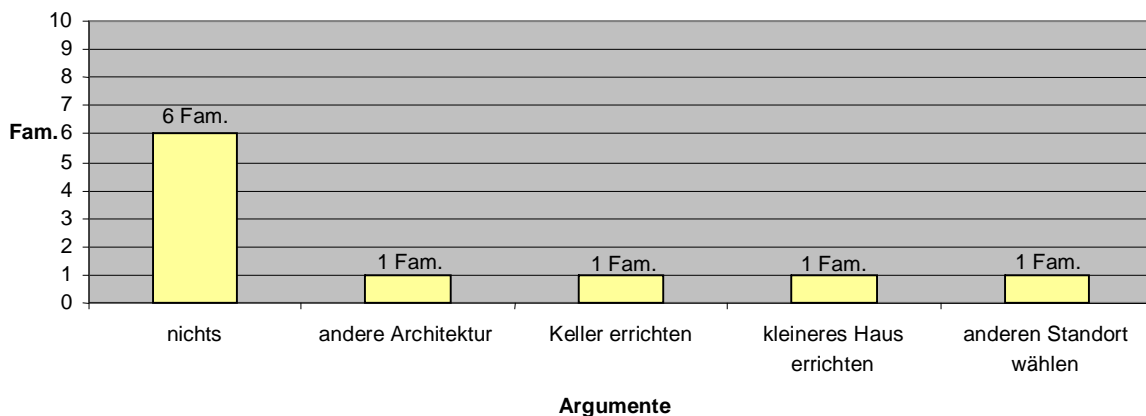 10
9
8
7
6
5
4
3
2
1
0
Fam.
6 Fam.
1 Fam.
1 Fam.
1 Fam.
1 Fam.
nichts
andere Architektur
Keller errichten
kleineres Haus
errichten
anderen Standort
wählen
Argumente